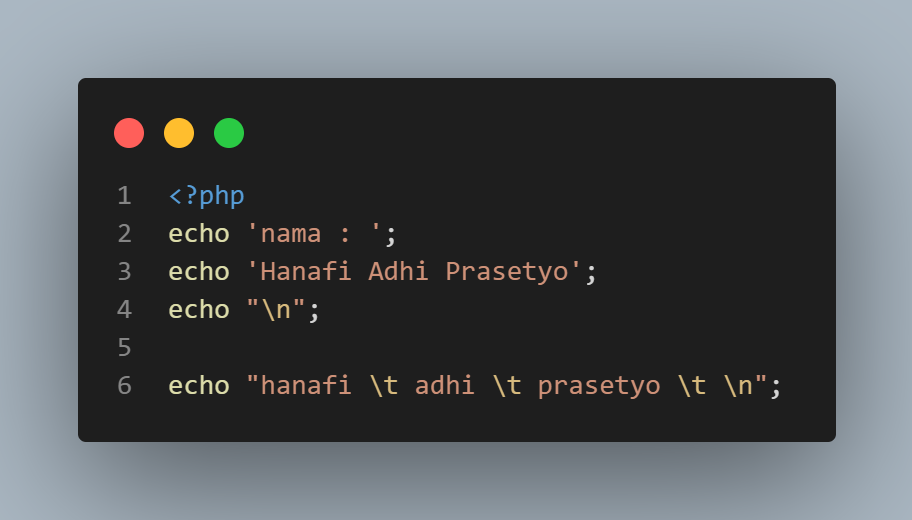 1 <?php
2 echo 'nama : ';
3 echo 'Hanafi Adhi Prasetyo';
4 echo "\n";
5
6 echo "hanafi \t adhi \t prasetyo \t \n";